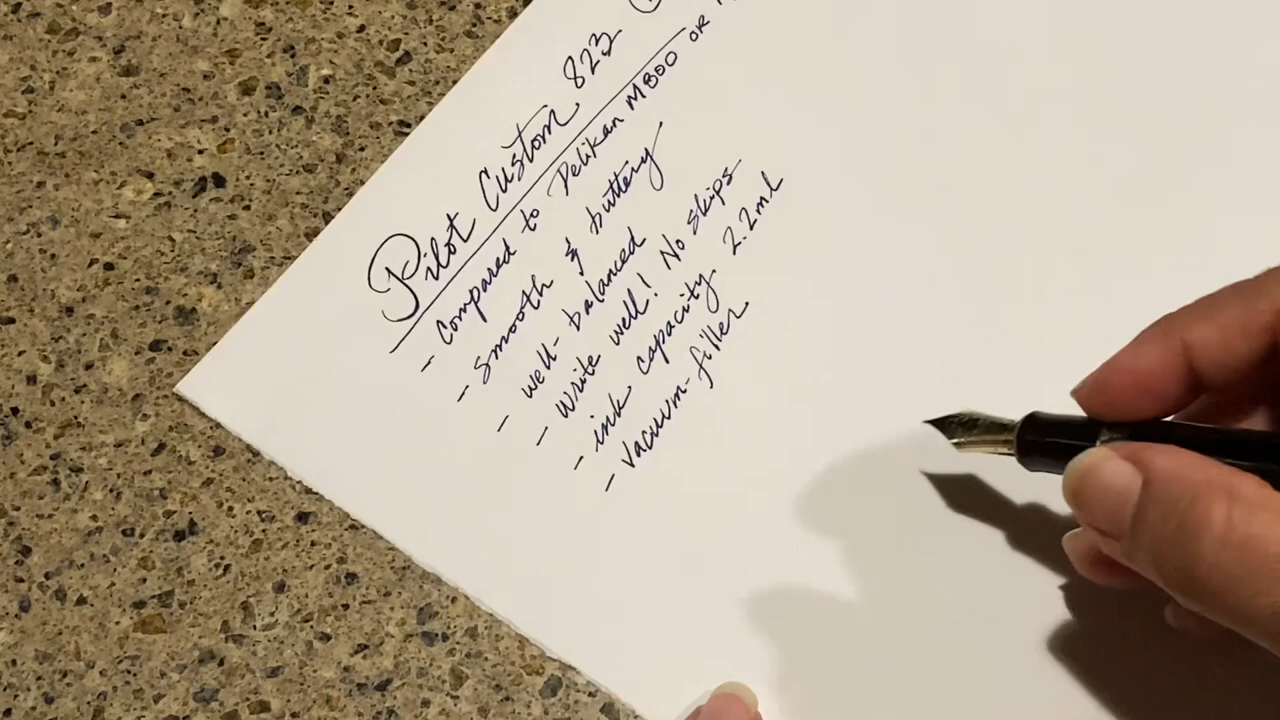 Pilot Custom 823
- Compared to Pelikan M800 OR
- smooth & buttery
- well-balanced
- write well! No skips
- ink capacity 2.2ml
- vacuum-filler